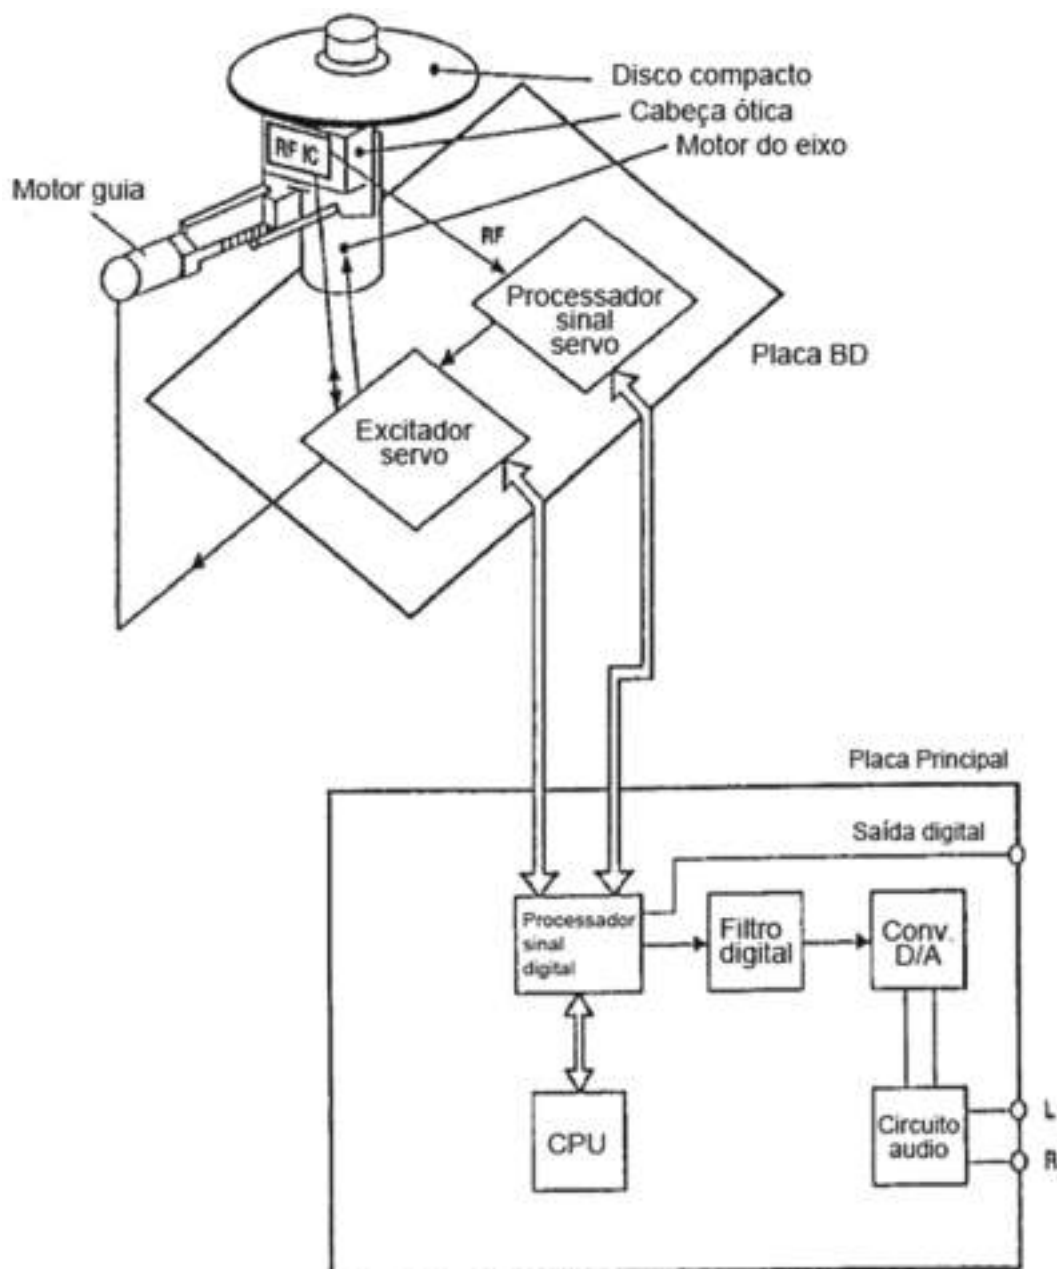 Disco compacto
Cabeça ótica
RF IC
Motor do eixo
Motor guia
RF
Processador
sinal
servo
Placa BD
Excitador
servo
Placa Principal
Saída digital
Processador
sinal
digital
Filtro
digital
Conv.
D/A
CPU
Circuito
audio
L
R